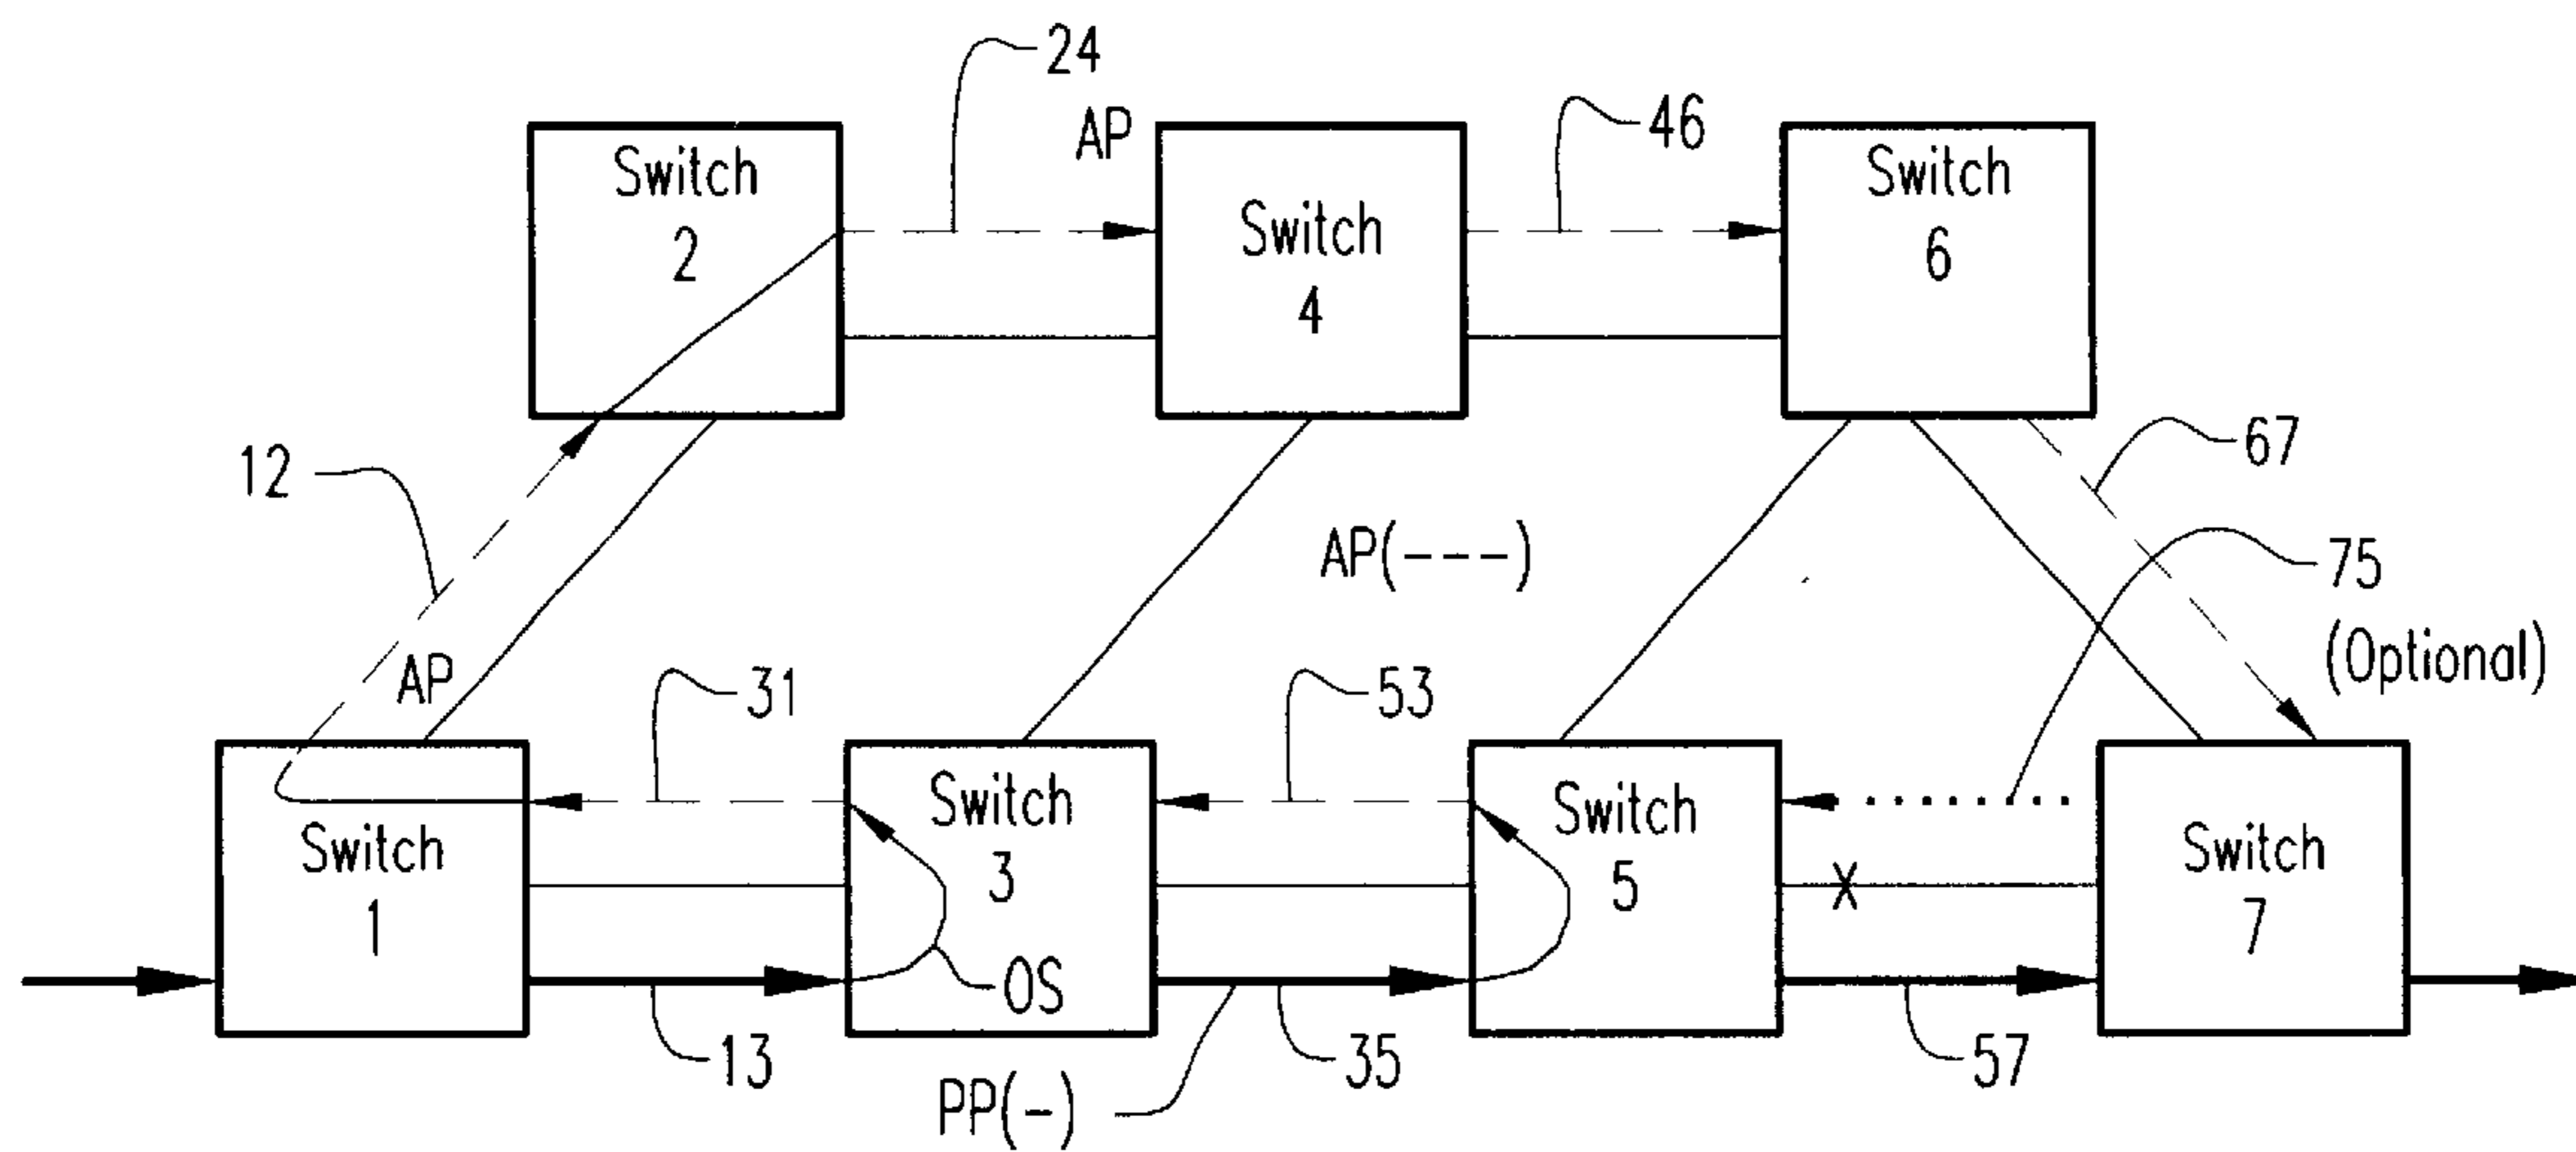 24
AP
46
Switch
2
Switch
4
Switch
6
12
67
AP(---)
75
(Optional)
AP
31
53
Switch
1
Switch
3
Switch
5
Switch
7
X
OS
13
35
57
PP(-)